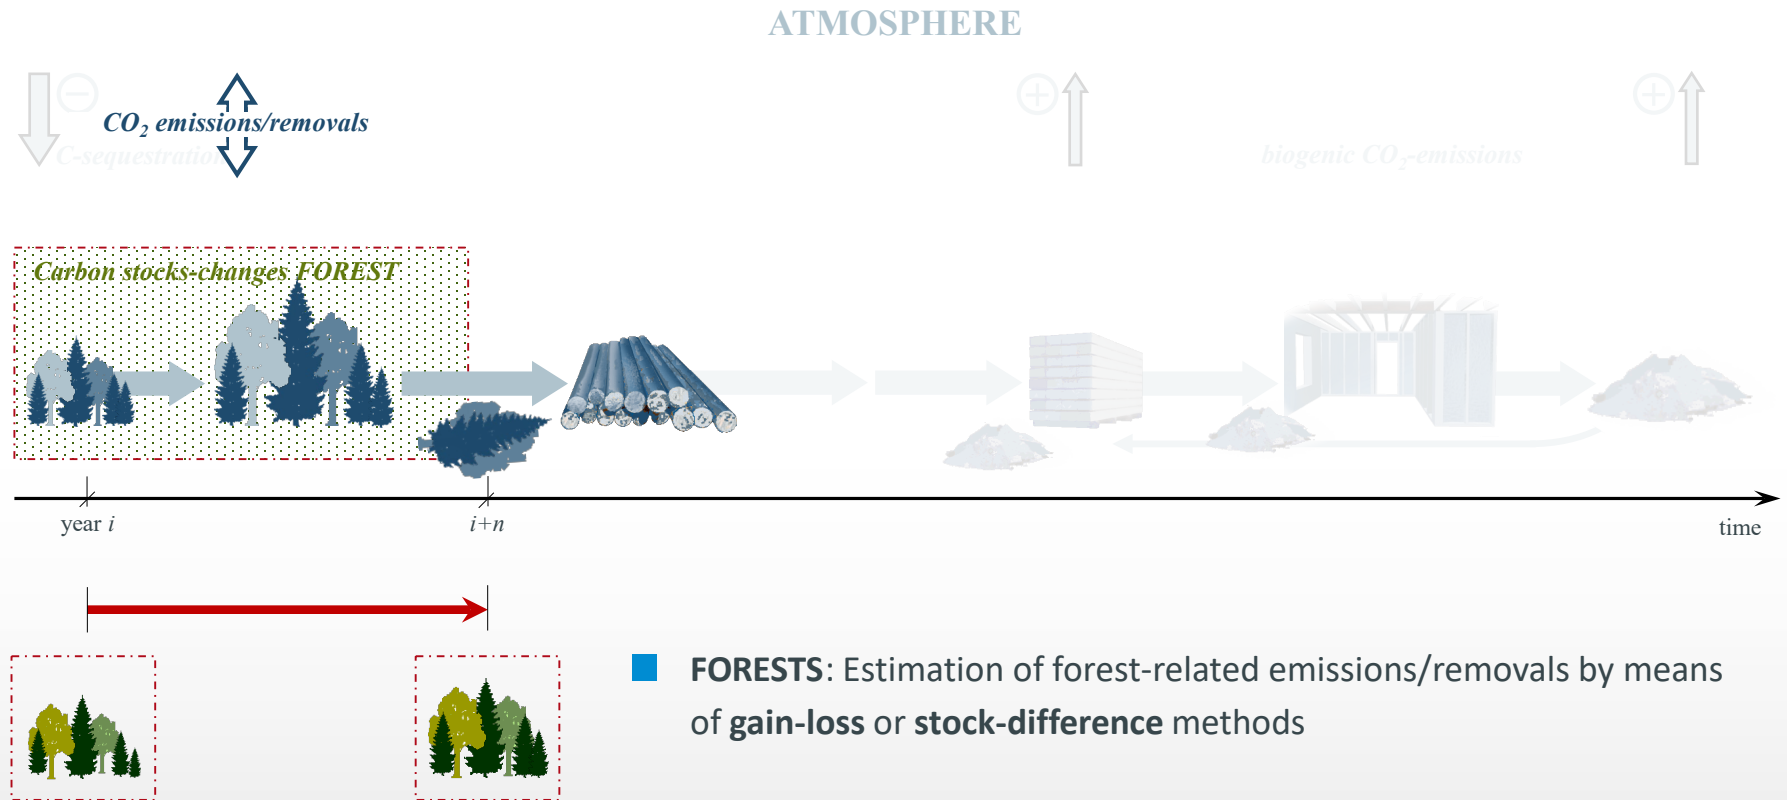 ATMOSPHERE
CO₂ emissions/removals
C-sequestration
biogenic CO₂-emissions
Carbon stocks-changes FOREST
year i
i+n
time
FORESTS: Estimation of forest-related emissions/removals by means
of gain-loss or stock-difference methods